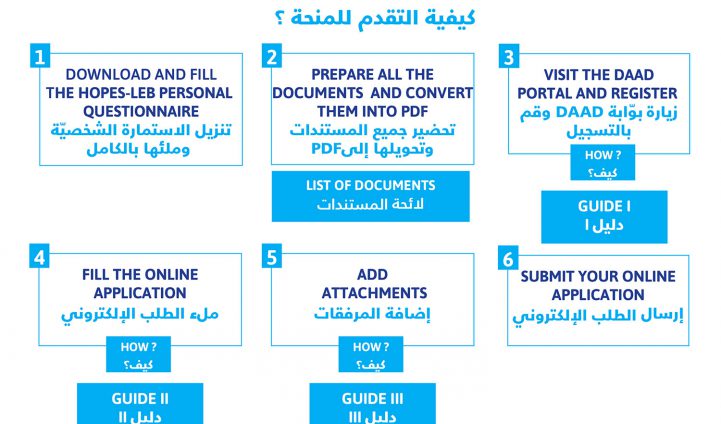 كيفية التقدم للمنحة ؟
1
DOWNLOAD AND FILL
THE HOPES-LEB PERSONAL
QUESTIONNAIRE
تنزيل الاستمارة الشخصيّة
وملئها بالكامل
2
PREPARE ALL THE
DOCUMENTS AND CONVERT
THEM INTO PDF
تحضير جميع المستندات
وتحويلها إلىPDF
LIST OF DOCUMENTS
لائحة المستندات
3
VISIT THE DAAD
PORTAL AND REGISTER
زيارة بوّابة DAAD وقم
بالتسجيل
HOW ?
كيف؟
GUIDE I
دليل I
4
FILL THE ONLINE
APPLICATION
ملء الطلب الإلكتروني
HOW ?
كيف؟
GUIDE II
دليل II
5
ADD
ATTACHMENTS
إضافة المرفقات
HOW ?
كيف؟
GUIDE III
دليل III
6
SUBMIT YOUR ONLINE
APPLICATION
إرسال الطلب الإلكتروني